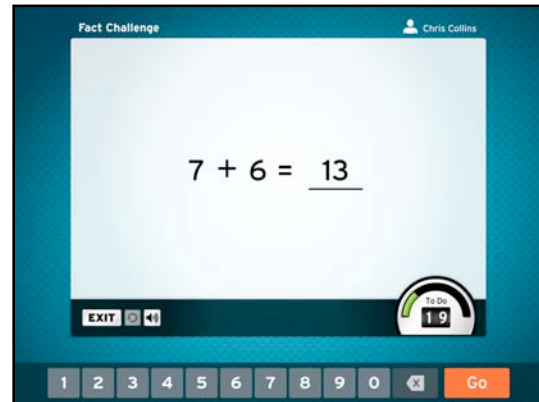 Fact Challenge
Chris Collins
7 + 6 = 13
To Do
19
EXIT
1 2 3 4 5 6 7 8 9 0 x Go